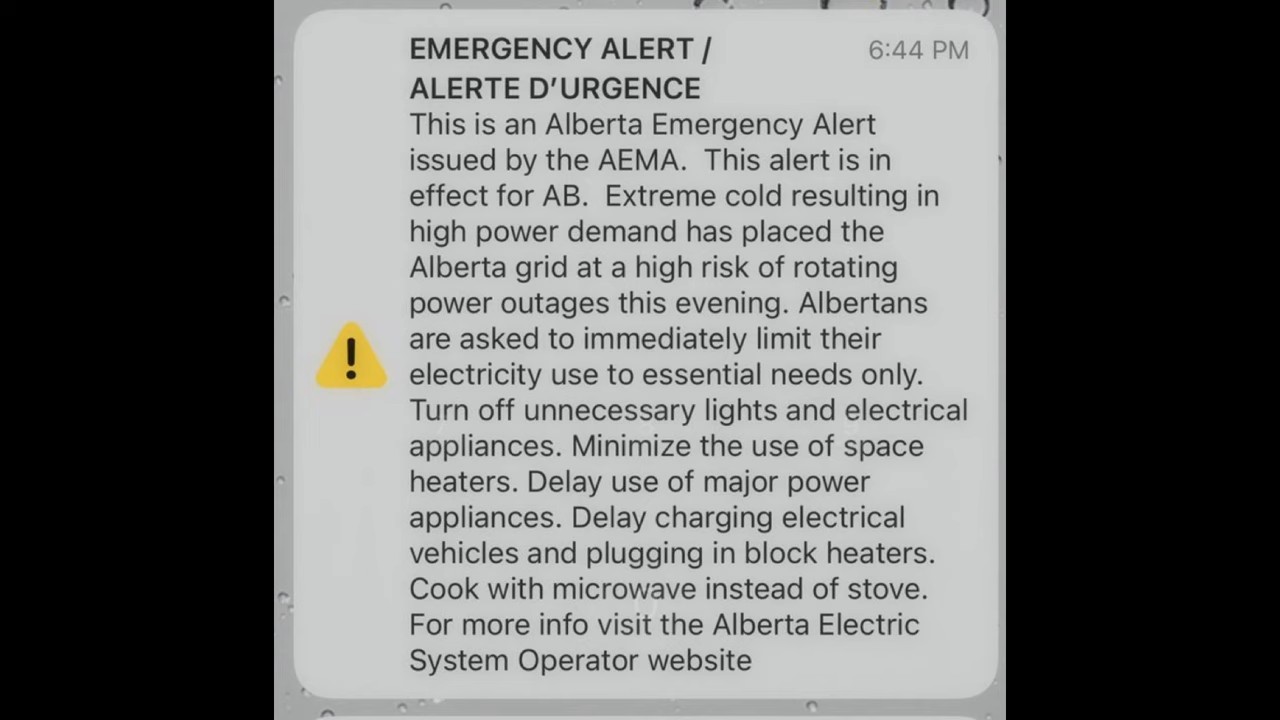 EMERGENCY ALERT / 6:44 PM
ALERTE D’URGENCE
This is an Alberta Emergency Alert
issued by the AEMA.  This alert is in
effect for AB.  Extreme cold resulting in
high power demand has placed the
Alberta grid at a high risk of rotating
power outages this evening. Albertans
are asked to immediately limit their
electricity use to essential needs only.
Turn off unnecessary lights and electrical
appliances. Minimize the use of space
heaters. Delay use of major power
appliances. Delay charging electrical
vehicles and plugging in block heaters.
Cook with microwave instead of stove.
For more info visit the Alberta Electric
System Operator website